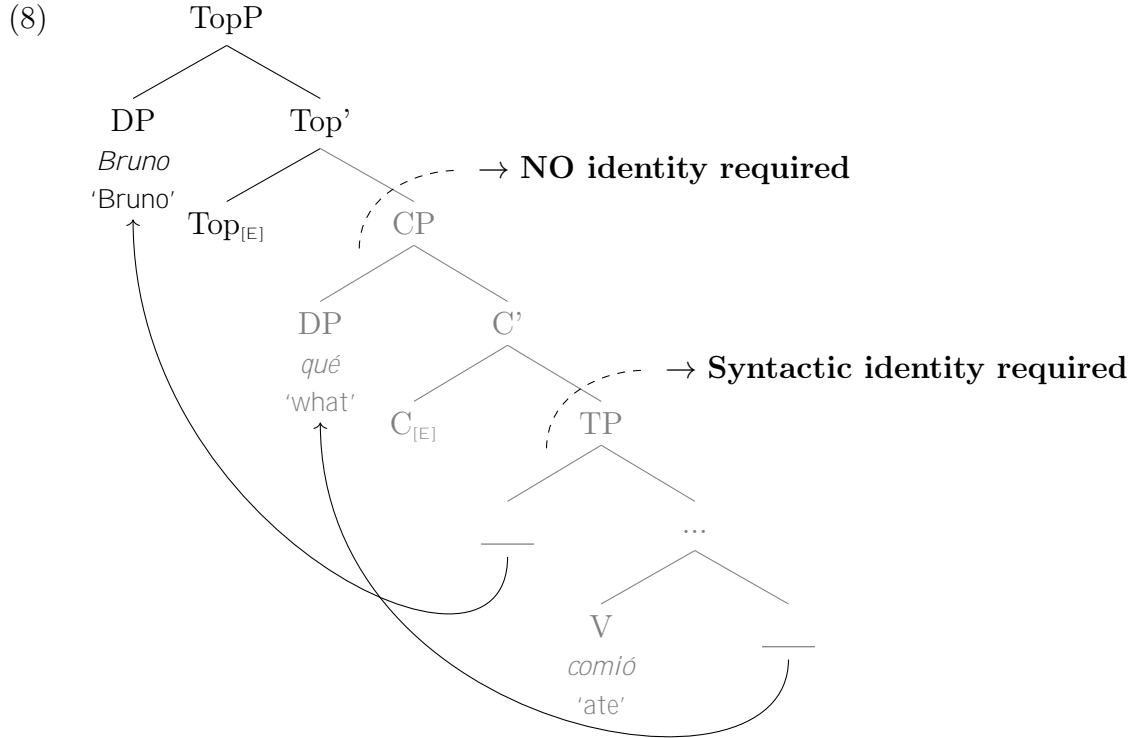 (8)
TopP
DP Top’
Bruno
‘Bruno’
→ NO identity required
Top[E] CP
DP C’
qué
‘what’
→ Syntactic identity required
C[E] TP
...
V
comió
‘ate’